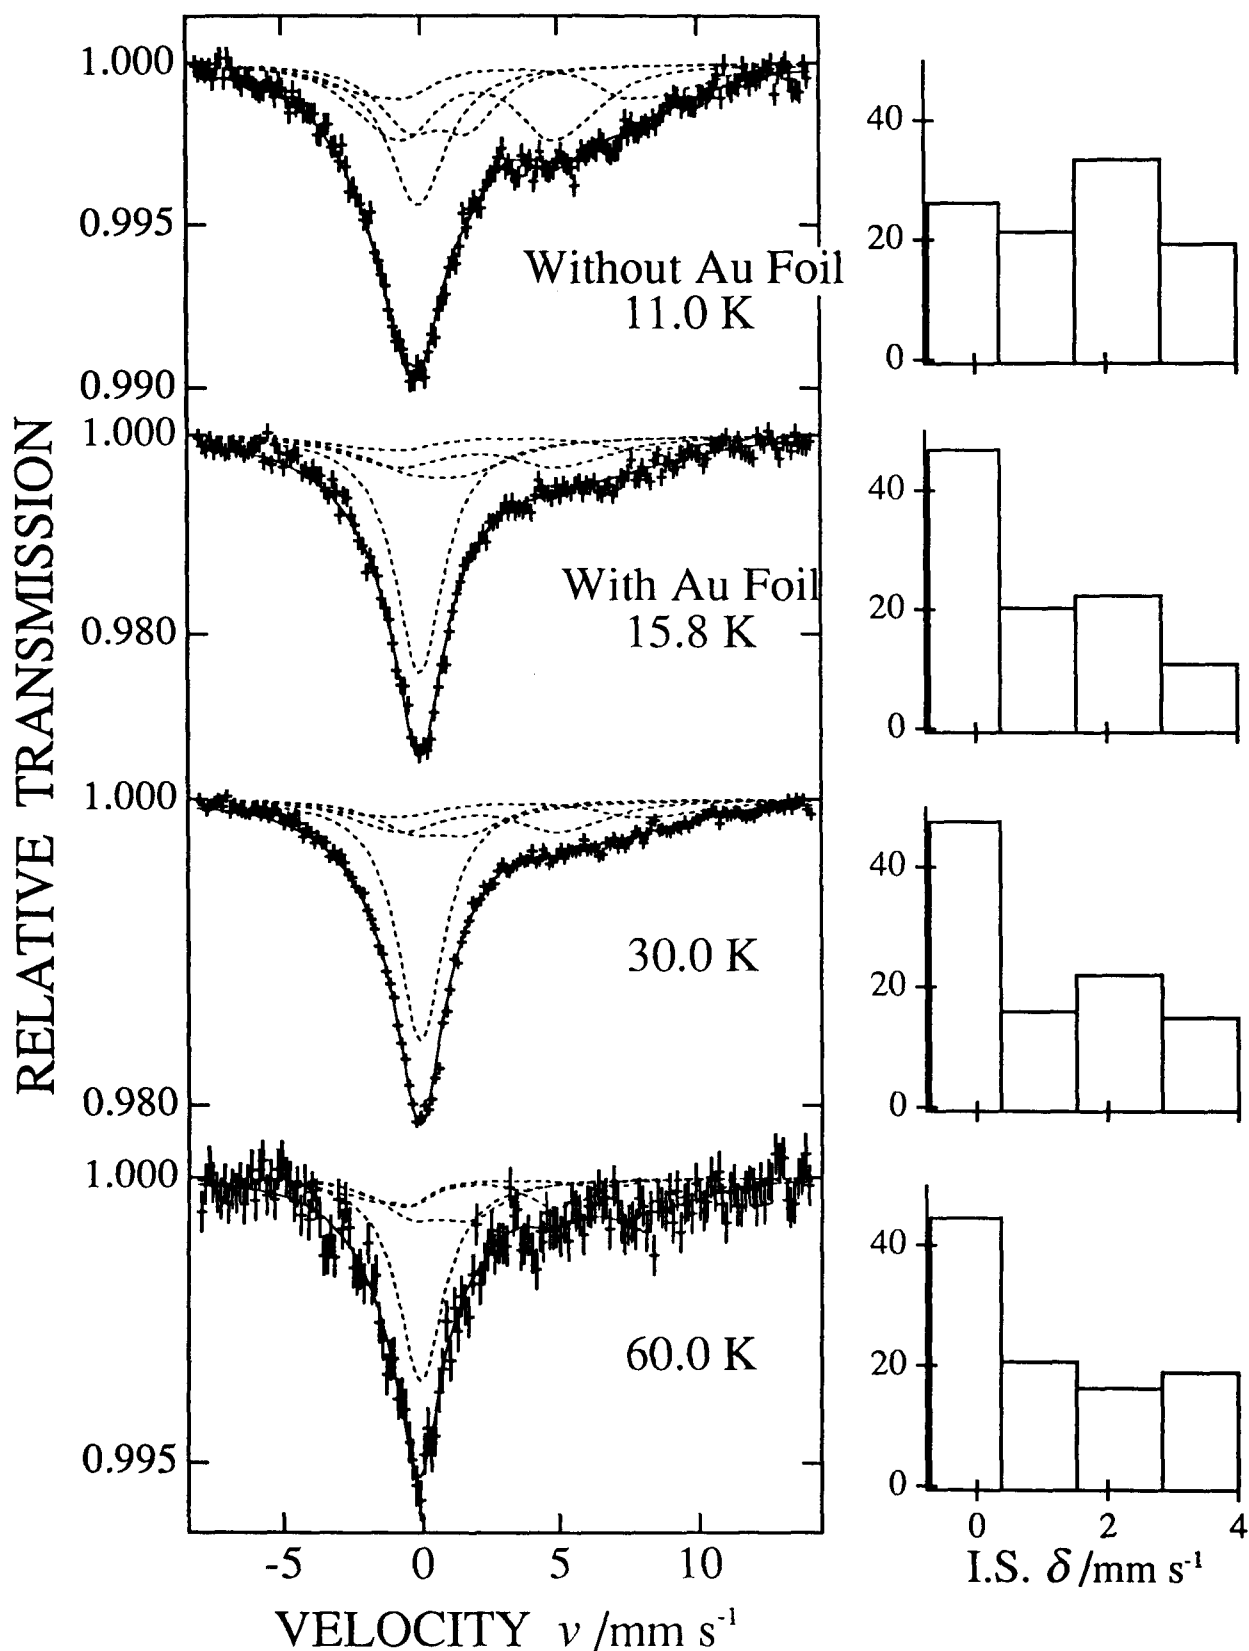 RELATIVE TRANSMISSION
1.000
0.995
0.990
Without Au Foil
11.0 K
1.000
0.980
With Au Foil
15.8 K
1.000
0.980
30.0 K
1.000
0.995
60.0 K
-5 0 5 10
VELOCITY v /mm s⁻¹
40
20
0
40
20
0
40
20
0
40
20
0
0 2 4
I.S. δ /mm s⁻¹